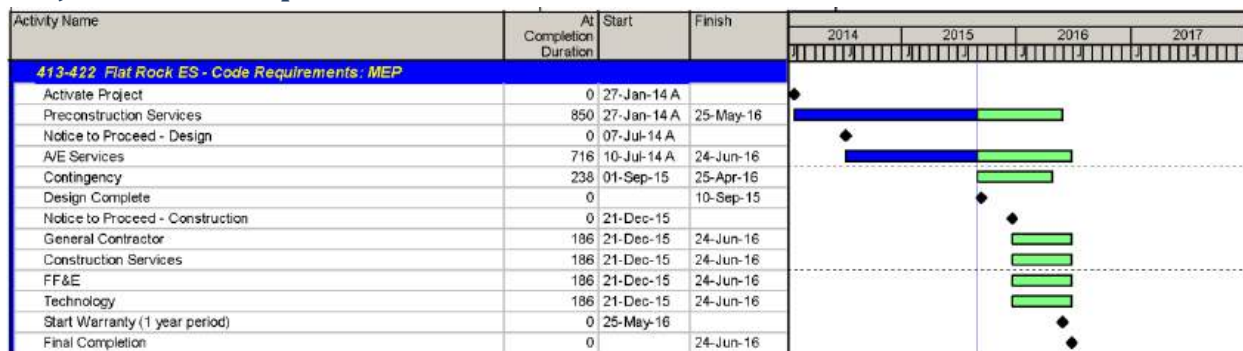 Activity Name At Completion Duration Start Finish
2014 2015 2016 2017
J J J J J J J J
413-422 Flat Rock ES - Code Requirements: MEP
Activate Project 0 27-Jan-14 A
Preconstruction Services 850 27-Jan-14 A 25-May-16
Notice to Proceed - Design 0 07-Jul-14 A
A/E Services 716 10-Jul-14 A 24-Jun-16
Contingency 238 01-Sep-15 25-Apr-16
Design Complete 0 10-Sep-15
Notice to Proceed - Construction 0 21-Dec-15
General Contractor 186 21-Dec-15 24-Jun-16
Construction Services 186 21-Dec-15 24-Jun-16
FF&E 186 21-Dec-15 24-Jun-16
Technology 186 21-Dec-15 24-Jun-16
Start Warranty (1 year period) 0 25-May-16
Final Completion 0 24-Jun-16